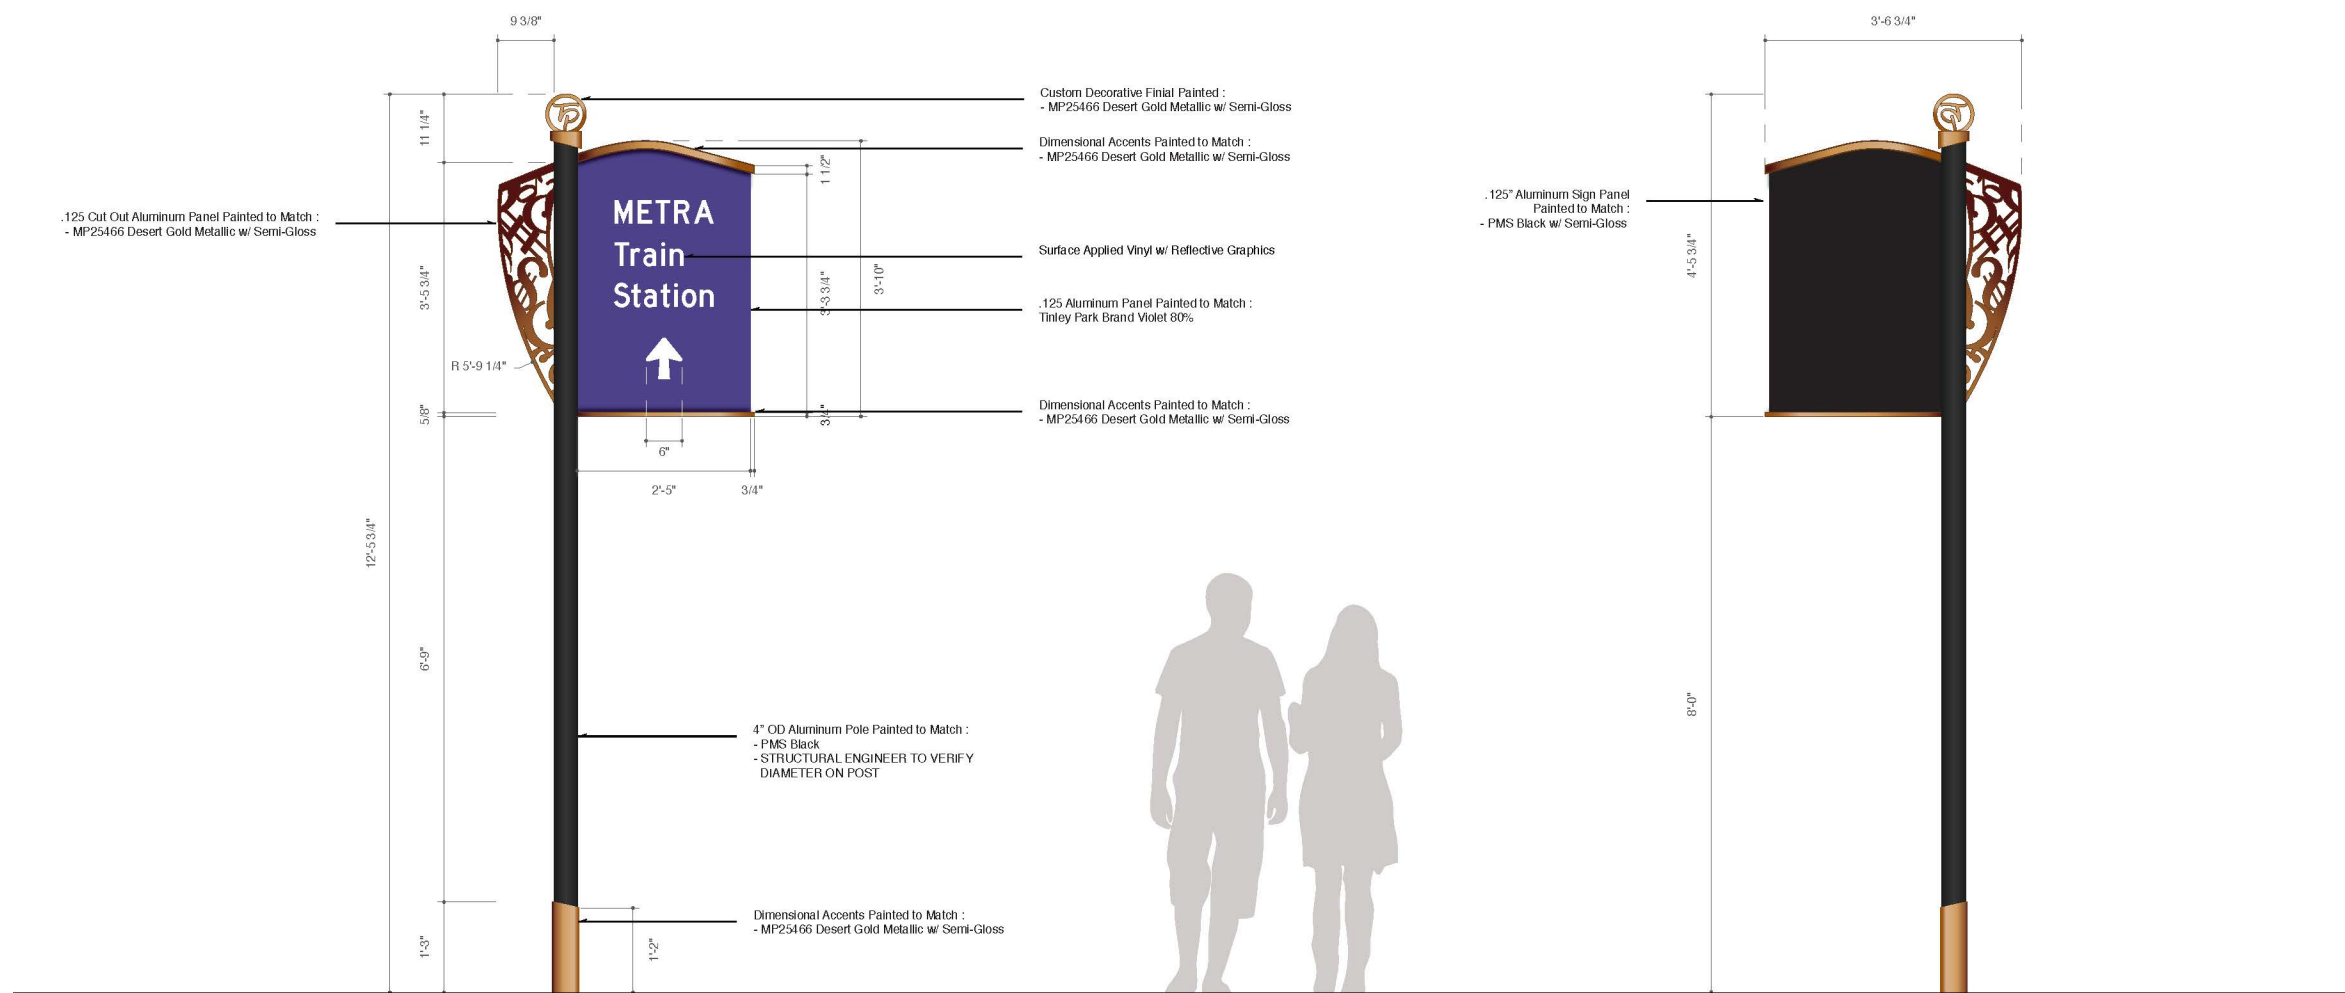 9 3/8"
3'-6 3/4"
Custom Decorative Finial Painted :
- MP25466 Desert Gold Metallic w/ Semi-Gloss
11 1/4"
Dimensional Accents Painted to Match :
- MP25466 Desert Gold Metallic w/ Semi-Gloss
1 1/2"
.125 Cut Out Aluminum Panel Painted to Match :
- MP25466 Desert Gold Metallic w/ Semi-Gloss
METRA
Train
Station
.125" Aluminum Sign Panel
Painted to Match :
- PMS Black w/ Semi-Gloss
Surface Applied Vinyl w/ Reflective Graphics
3'-5 3/4"
3'-3 3/4"
3'-10"
4'-5 3/4"
.125 Aluminum Panel Painted to Match :
Tinley Park Brand Violet 80%
R 5'-9 1/4"
5/8"
3/4"
Dimensional Accents Painted to Match :
- MP25466 Desert Gold Metallic w/ Semi-Gloss
6"
2'-5"
3/4"
12'-5 3/4"
6'-9"
8'-0"
4" OD Aluminum Pole Painted to Match :
- PMS Black
- STRUCTURAL ENGINEER TO VERIFY
DIAMETER ON POST
Dimensional Accents Painted to Match :
- MP25466 Desert Gold Metallic w/ Semi-Gloss
1'-3"
1'-2"